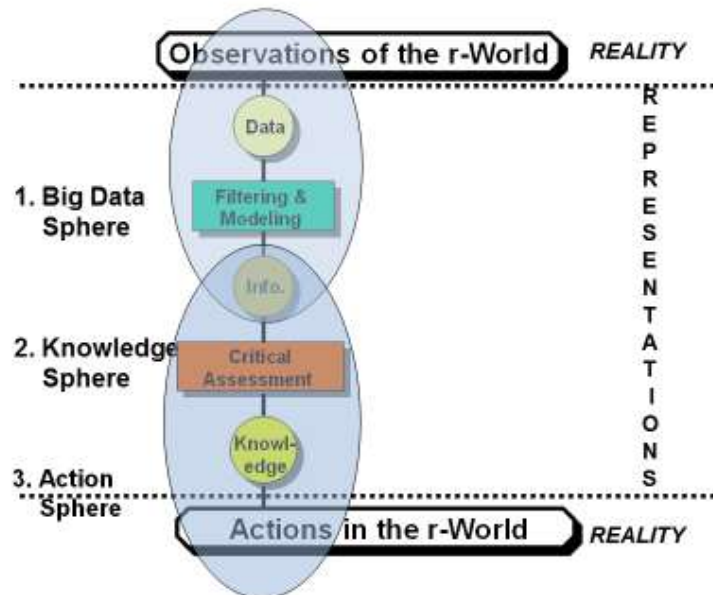 Observations of the r-World
REALITY
Data
1. Big Data
Sphere
Filtering &
Modeling
Info.
2. Knowledge
Sphere
Critical
Assessment
Knowl-
edge
3. Action
Sphere
Actions in the r-World
REALITY
REPRESENTATIONS